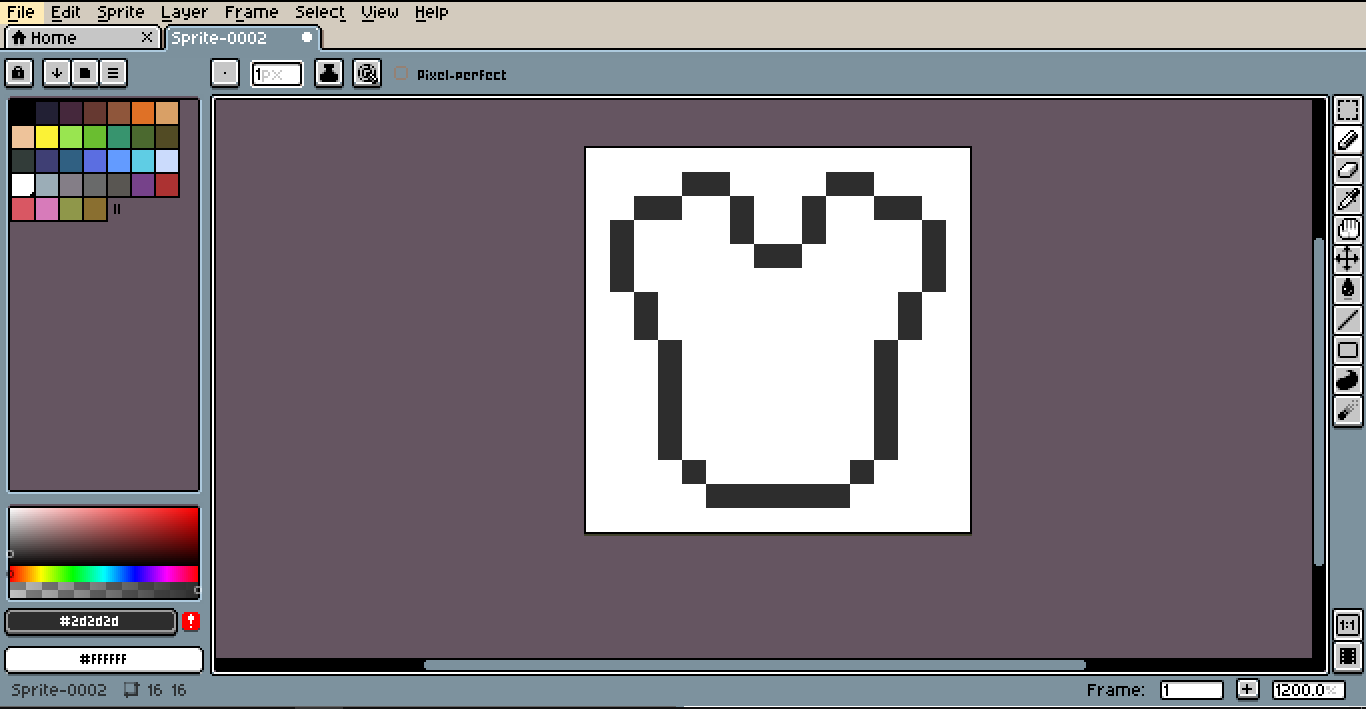 File Edit Sprite Layer Frame Select View Help
Home Sprite-0002
1px Pixel-perfect
#2d2d2d
#FFFFFF
1:1
Sprite-0002 16 16 Frame: 1 1200.0%